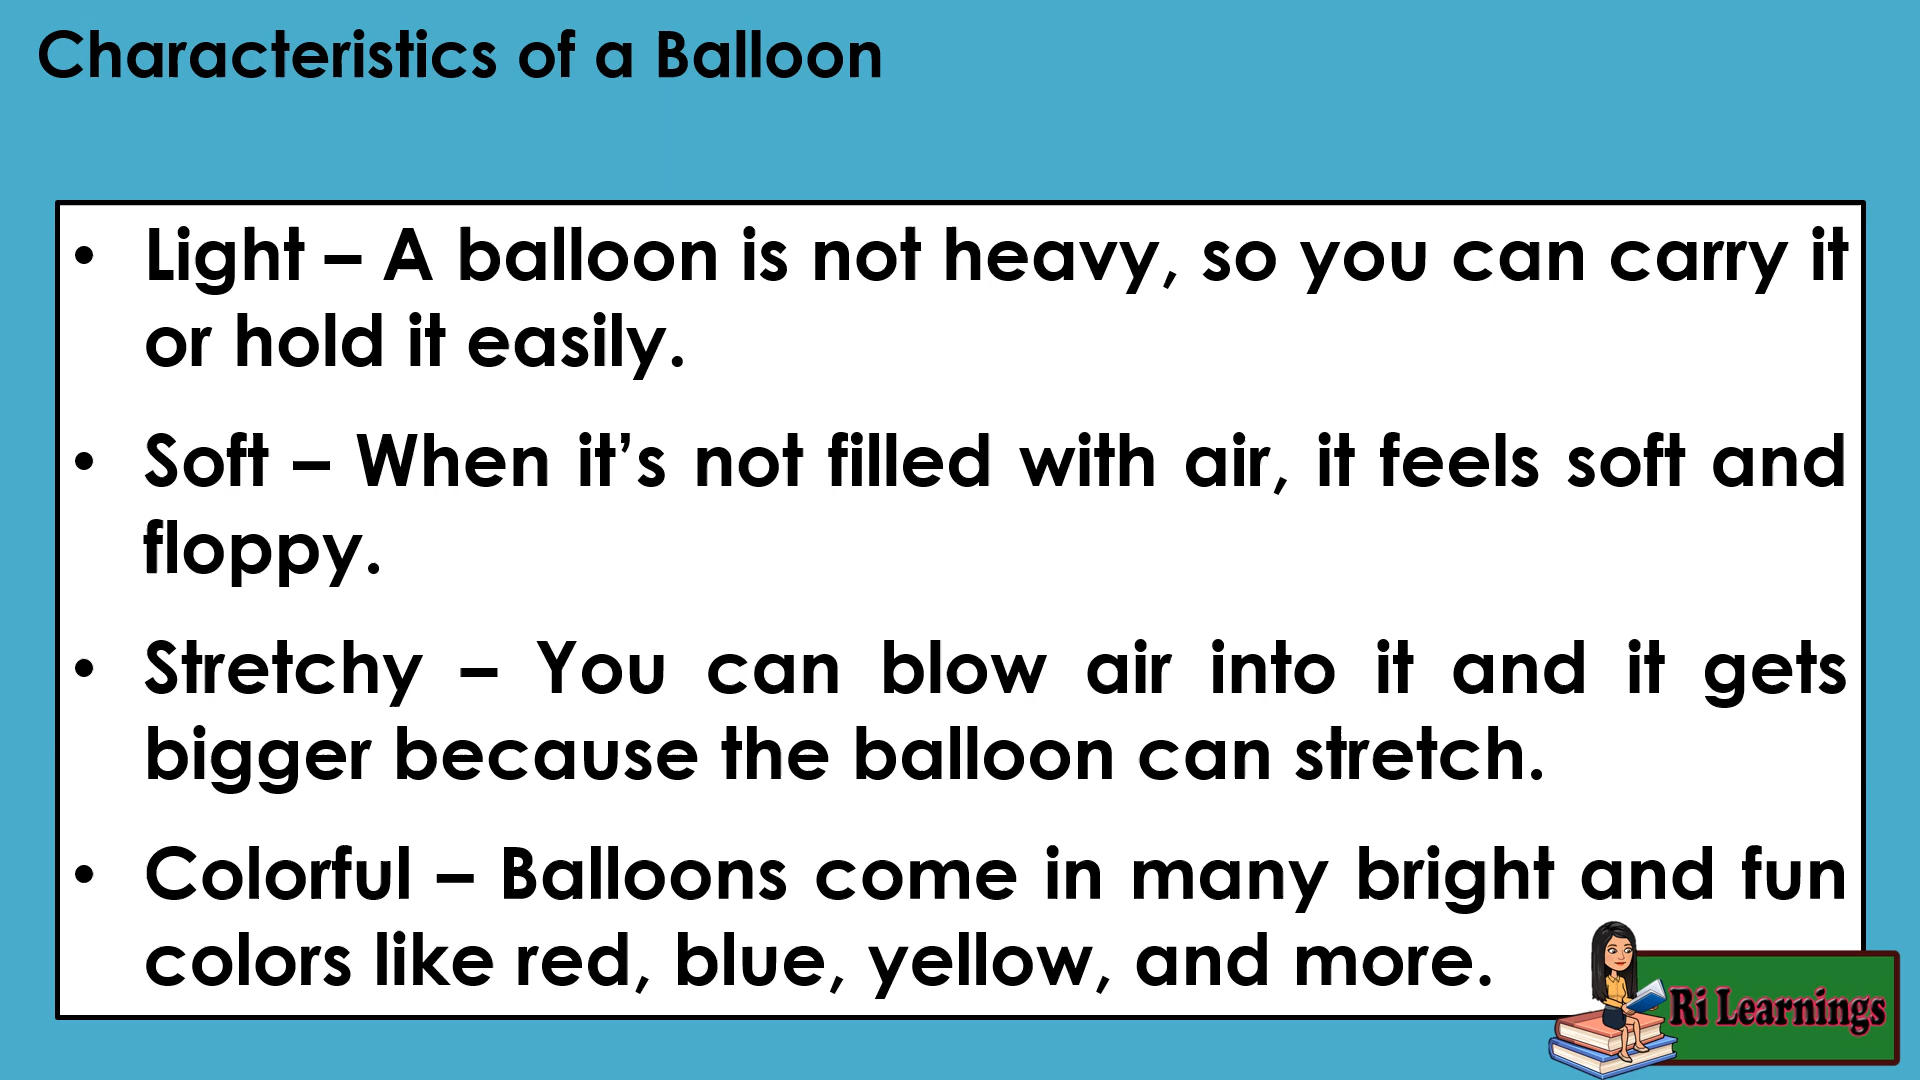 Characteristics of a Balloon
• Light – A balloon is not heavy, so you can carry it
or hold it easily.
• Soft – When it’s not filled with air, it feels soft and
floppy.
• Stretchy – You can blow air into it and it gets
bigger because the balloon can stretch.
• Colorful – Balloons come in many bright and fun
colors like red, blue, yellow, and more.
Ri Learnings